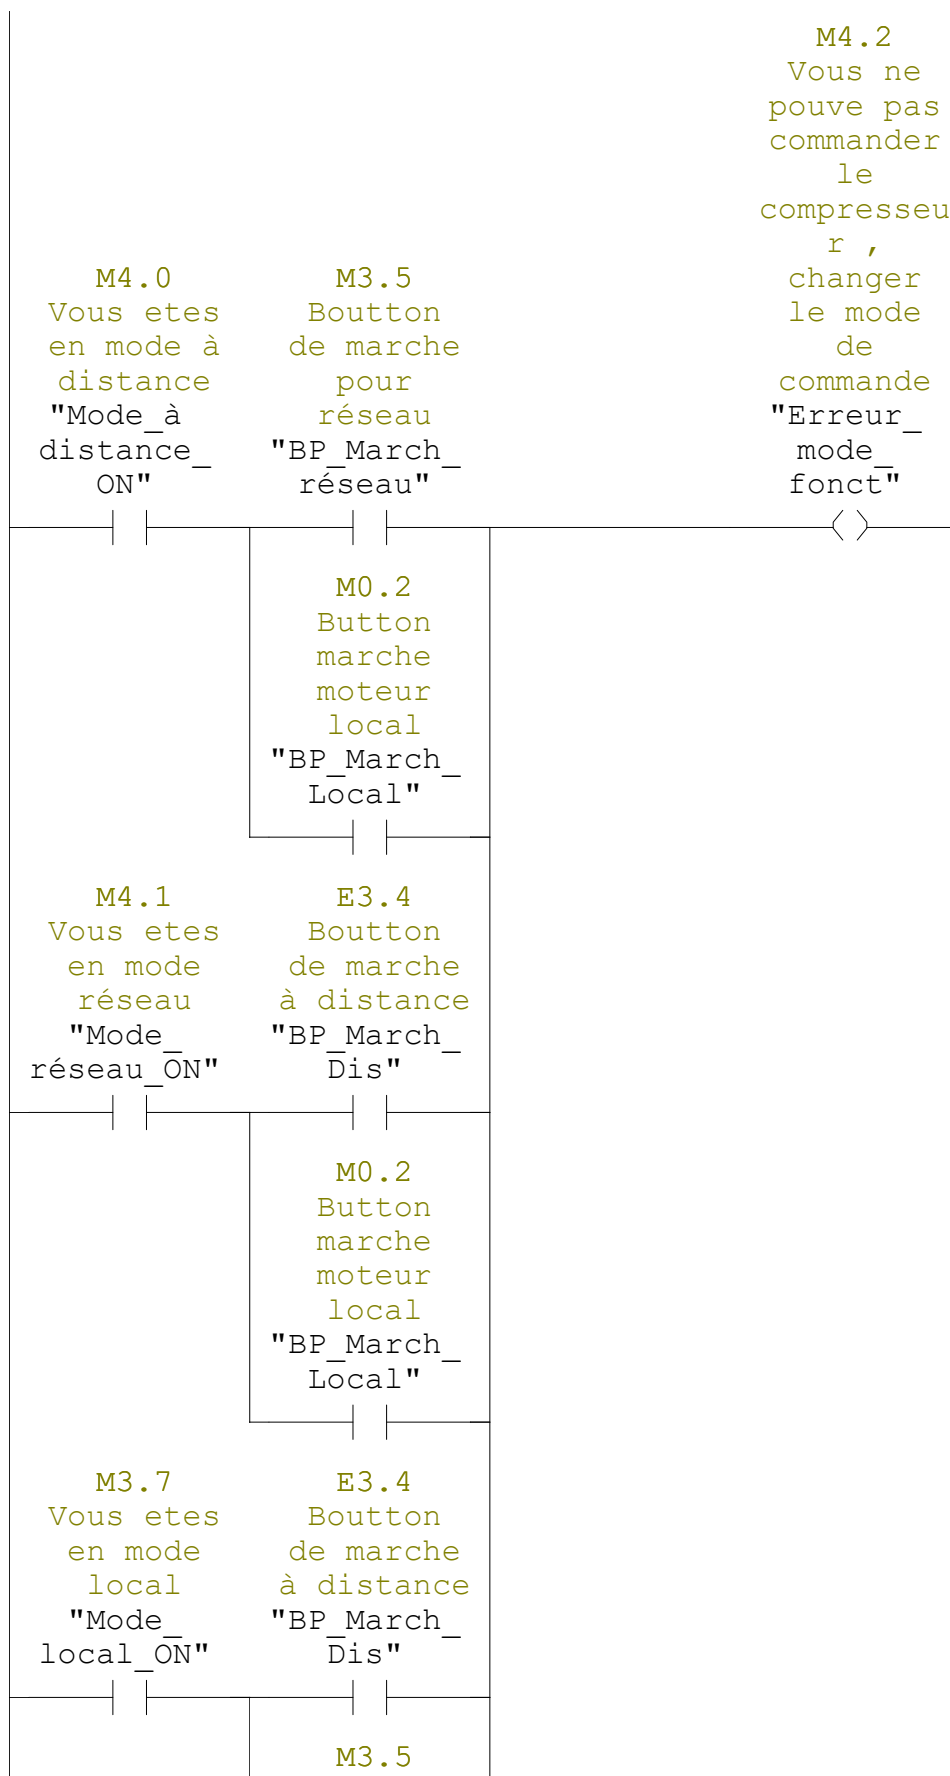 M4.2
Vous ne
pouve pas
commander
le
compresseu
r ,
changer
le mode
de
commande
"Erreur_
mode_
fonct"
M4.0
Vous etes
en mode à
distance
"Mode_à
distance_
ON"
M3.5
Boutton
de marche
pour
réseau
"BP_March_
réseau"
M0.2
Button
marche
moteur
local
"BP_March_
Local"
M4.1
Vous etes
en mode
réseau
"Mode_
réseau_ON"
E3.4
Boutton
de marche
à distance
"BP_March_
Dis"
M0.2
Button
marche
moteur
local
"BP_March_
Local"
M3.7
Vous etes
en mode
local
"Mode_
local_ON"
E3.4
Boutton
de marche
à distance
"BP_March_
Dis"
M3.5